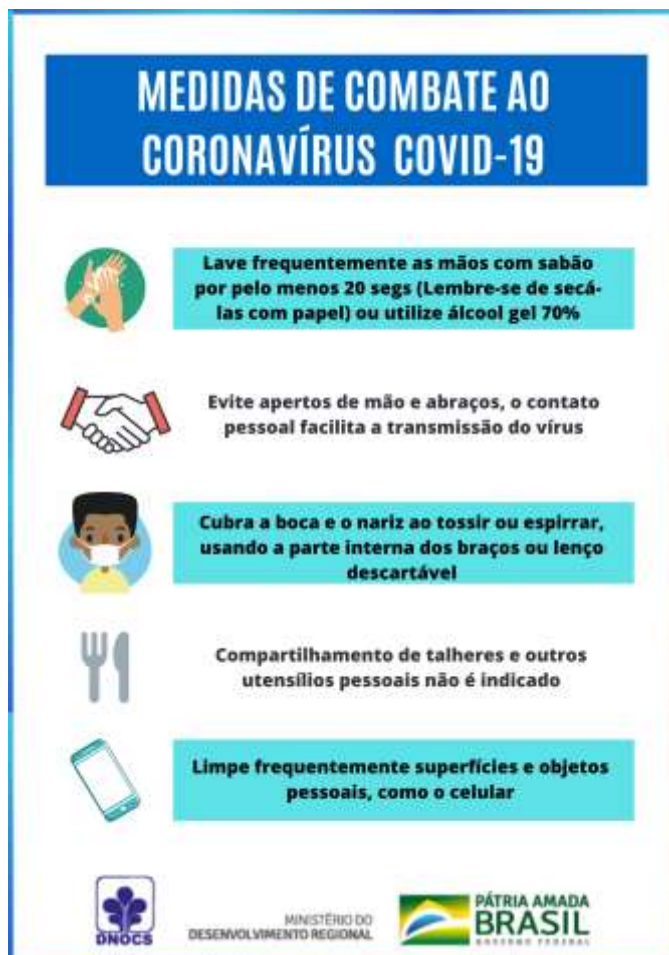 MEDIDAS DE COMBATE AO
CORONAVÍRUS COVID-19
Lave frequentemente as mãos com sabão
por pelo menos 20 segs (Lembre-se de secá-
las com papel) ou utilize álcool gel 70%
Evite apertos de mão e abraços, o contato
pessoal facilita a transmissão do vírus
Cubra a boca e o nariz ao tossir ou espirrar,
usando a parte interna dos braços ou lenço
descartável
Compartilhamento de talheres e outros
utensílios pessoais não é indicado
Limpe frequentemente superfícies e objetos
pessoais, como o celular
DNOCS
MINISTÉRIO DO
DESENVOLVIMENTO REGIONAL
PÁTRIA AMADA
BRASIL
GOVERNO FEDERAL